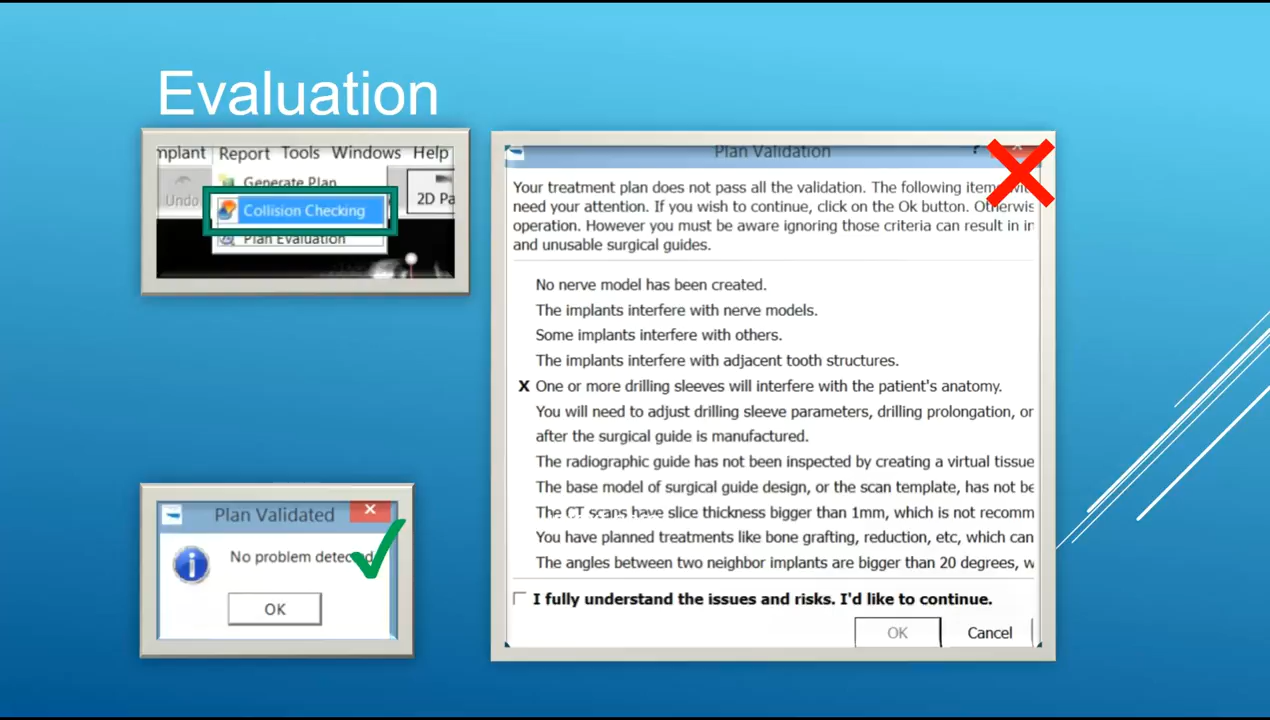 Evaluation
mplant Report Tools Windows Help
Undo
Generate Plan
2D Pa
Collision Checking
Plan Evaluation
Plan Validation
Your treatment plan does not pass all the validation. The following item
need your attention. If you wish to continue, click on the Ok button. Otherwis
operation. However you must be aware ignoring those criteria can result in in
and unusable surgical guides.
No nerve model has been created.
The implants interfere with nerve models.
Some implants interfere with others.
The implants interfere with adjacent tooth structures.
X One or more drilling sleeves will interfere with the patient's anatomy.
You will need to adjust drilling sleeve parameters, drilling prolongation, or
after the surgical guide is manufactured.
The radiographic guide has not been inspected by creating a virtual tissue
The base model of surgical guide design, or the scan template, has not be
The CT scans have slice thickness bigger than 1mm, which is not recomm
You have planned treatments like bone grafting, reduction, etc, which can
The angles between two neighbor implants are bigger than 20 degrees, w
I fully understand the issues and risks. I'd like to continue.
OK Cancel
Plan Validated
No problem detected
OK